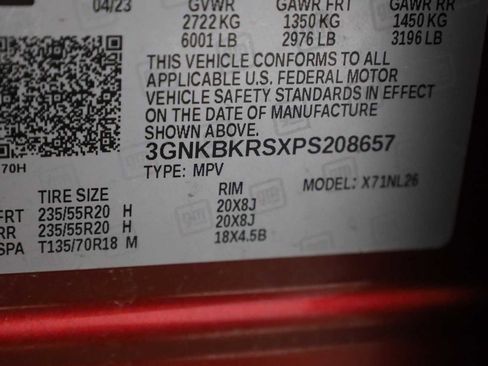 04/23 GVWR GAWR FRT GAWR RR
2722 KG 1350 KG 1450 KG
6001 LB 2976 LB 3196 LB
THIS VEHICLE CONFORMS TO ALL
APPLICABLE U.S. FEDERAL MOTOR
VEHICLE SAFETY STANDARDS IN EFFECT
ON THE DATE OF MANUFACTURE
SHOWN ABOVE.
3GNKBKRSXPS208657
70H
TYPE: MPV MODEL: X71NL26
TIRE SIZE RIM
FRT 235/55R20 H 20X8J
RR 235/55R20 H 20X8J
SPA T135/70R18 M 18X4.5B